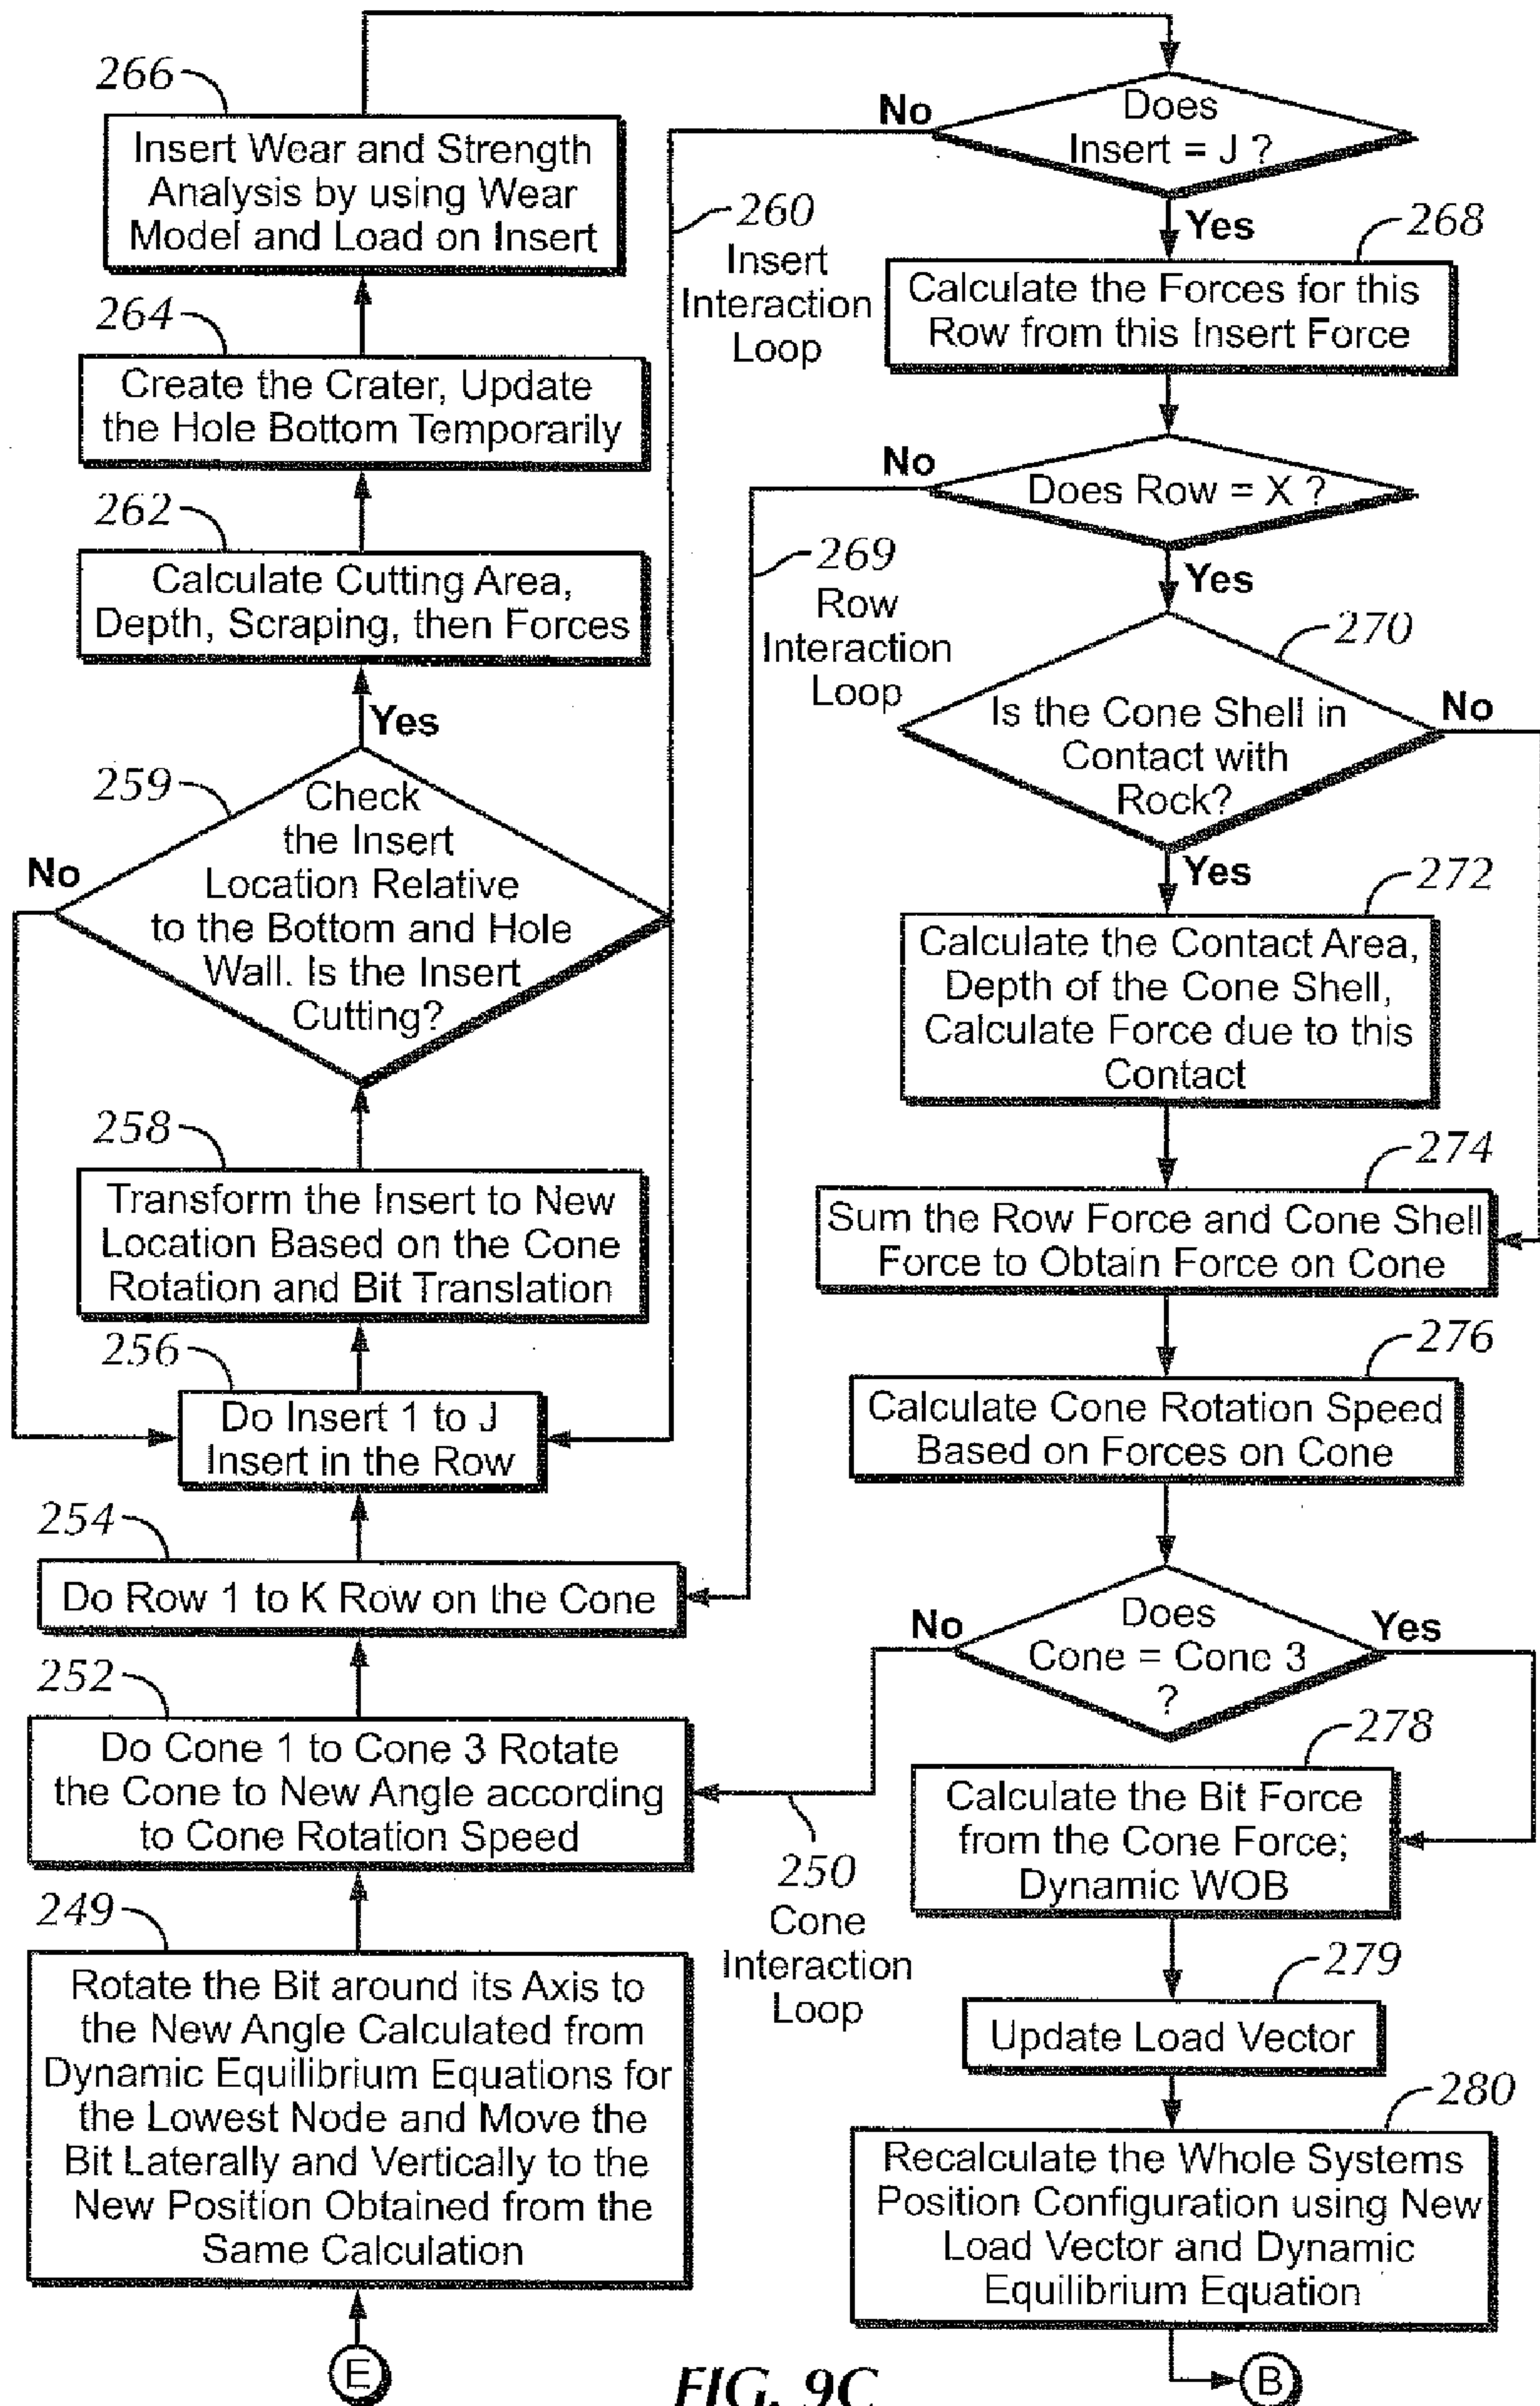 266
Insert Wear and Strength
Analysis by using Wear
Model and Load on Insert
264
Create the Crater, Update
the Hole Bottom Temporarily
262
Calculate Cutting Area,
Depth, Scraping, then Forces
Yes
259
Check
the Insert
Location Relative
to the Bottom and Hole
Wall. Is the Insert
Cutting?
No
258
Transform the Insert to New
Location Based on the Cone
Rotation and Bit Translation
256
Do Insert 1 to J
Insert in the Row
254
Do Row 1 to K Row on the Cone
252
Do Cone 1 to Cone 3 Rotate
the Cone to New Angle according
to Cone Rotation Speed
249
Rotate the Bit around its Axis to
the New Angle Calculated from
Dynamic Equilibrium Equations for
the Lowest Node and Move the
Bit Laterally and Vertically to the
New Position Obtained from the
Same Calculation
E
No
Does
Insert = J ?
Yes
260
Insert
Interaction
Loop
268
Calculate the Forces for this
Row from this Insert Force
No
Does Row = X ?
Yes
269
Row
Interaction
Loop
270
Is the Cone Shell in
Contact with
Rock?
No
Yes
272
Calculate the Contact Area,
Depth of the Cone Shell,
Calculate Force due to this
Contact
274
Sum the Row Force and Cone Shell
Force to Obtain Force on Cone
276
Calculate Cone Rotation Speed
Based on Forces on Cone
No
Does
Cone = Cone 3
?
Yes
250
Cone
Interaction
Loop
278
Calculate the Bit Force
from the Cone Force;
Dynamic WOB
279
Update Load Vector
280
Recalculate the Whole Systems
Position Configuration using New
Load Vector and Dynamic
Equilibrium Equation
B
FIG. 9C